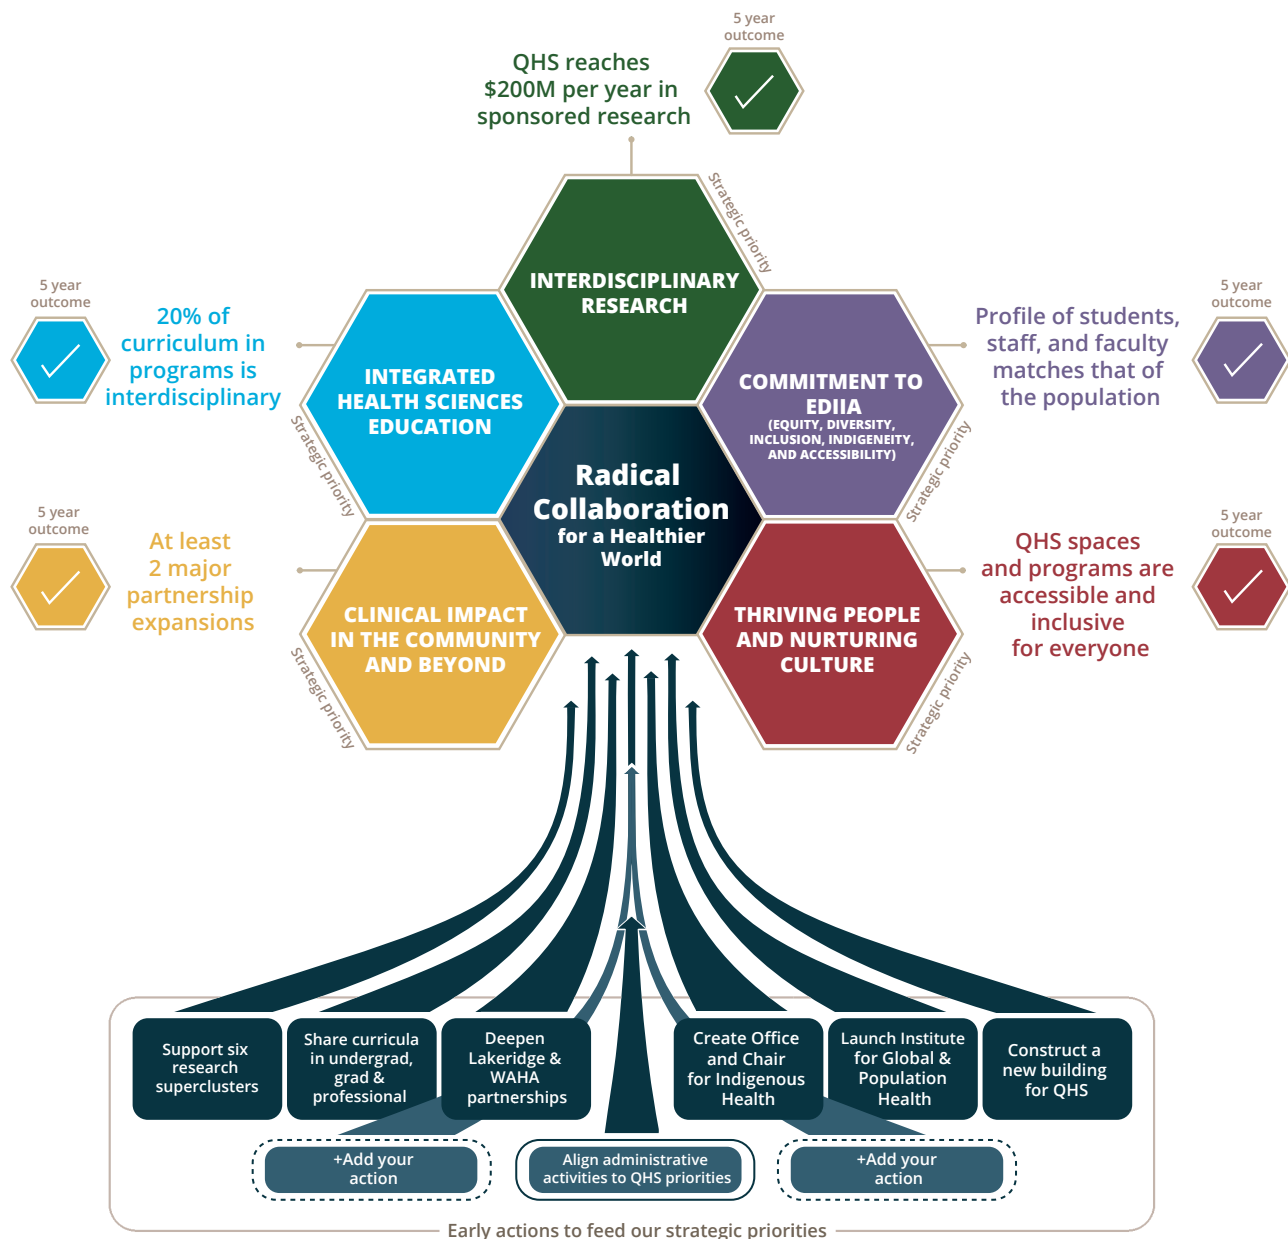 5 year
outcome
QHS reaches
$200M per year in
sponsored research
Strategic priority
INTERDISCIPLINARY
RESEARCH
5 year
outcome
20% of
curriculum in
programs is
interdisciplinary
INTEGRATED
HEALTH SCIENCES
EDUCATION
Strategic priority
COMMITMENT TO
EDIIA
(EQUITY, DIVERSITY,
INCLUSION, INDIGENEITY,
AND ACCESSIBILITY)
Strategic priority
Profile of students,
staff, and faculty
matches that of
the population
5 year
outcome
Radical
Collaboration
for a Healthier
World
5 year
outcome
At least
2 major
partnership
expansions
CLINICAL IMPACT
IN THE COMMUNITY
AND BEYOND
Strategic priority
THRIVING PEOPLE
AND NURTURING
CULTURE
Strategic priority
QHS spaces
and programs are
accessible and
inclusive
for everyone
5 year
outcome
Support six
research
superclusters
Share curricula
in undergrad,
grad &
professional
Deepen
Lakeridge &
WAHA
partnerships
Create Office
and Chair
for Indigenous
Health
Launch Institute
for Global &
Population
Health
Construct a
new building
for QHS
+Add your
action
Align administrative
activities to QHS priorities
+Add your
action
Early actions to feed our strategic priorities